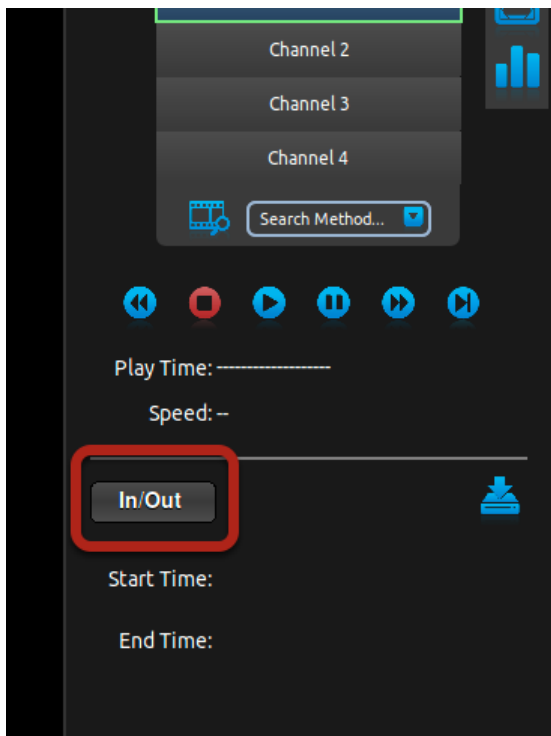 Channel 2
Channel 3
Channel 4
Search Method...
Play Time: -------------------
Speed: --
In/Out
Start Time:
End Time: